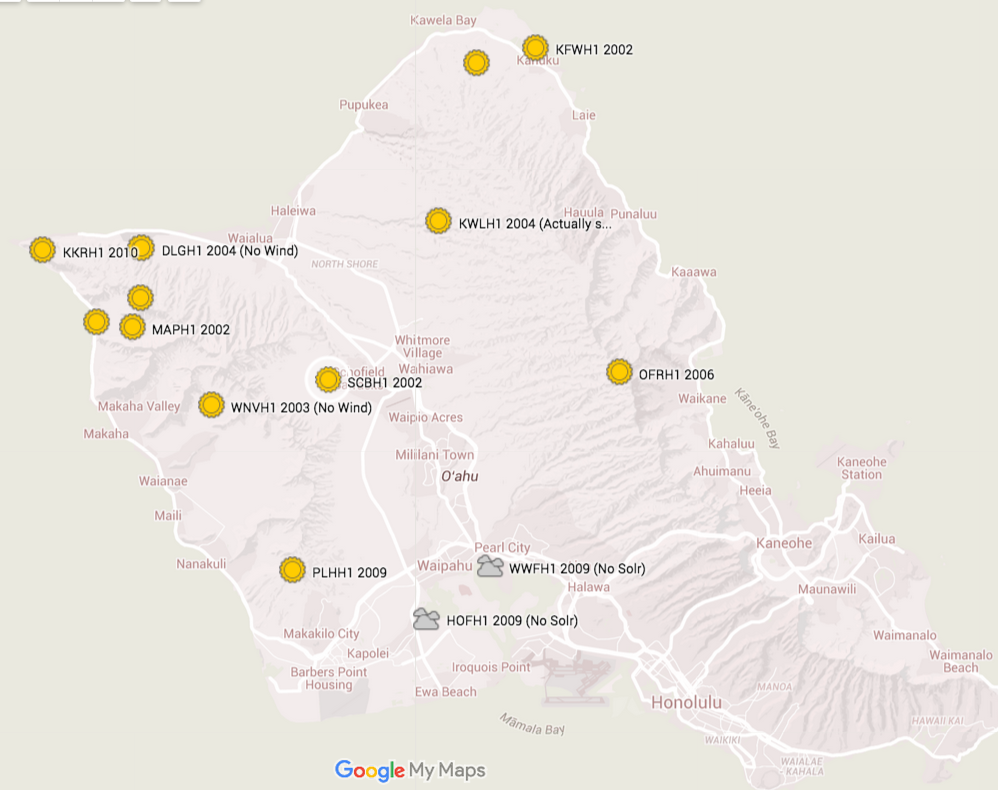 Kawela Bay
KFWH1 2002
Kahuku
Pupukea
Laie
Haleiwa
Hauula
Punaluu
KWLH1 2004 (Actually s...
Waialua
KKRH1 2010
DLGH1 2004 (No Wind)
NORTH SHORE
Kaaawa
MAPH1 2002
Whitmore
Village
Wahiawa
SCBH1 2002
OFRH1 2006
Waikane
Kāne'ohe Bay
Makaha Valley
WNVH1 2003 (No Wind)
Waipio Acres
Makaha
Kahaluu
Mililani Town
O'ahu
Ahuimanu
Kaneohe
Station
Waianae
Heeia
Maili
Kaneohe
Kailua
Nanakuli
Pearl City
Waipahu
WWFH1 2009 (No Solr)
PLHH1 2009
Halawa
Maunawili
HOFH1 2009 (No Solr)
Makakilo City
Waimanalo
Kapolei
Waimanalo
Beach
Iroquois Point
Barbers Point
Housing
Ewa Beach
Honolulu
MANOA
Māmala Bay
HAWAII KAI
WAIKIKI
WAIALAE
- KAHALA
Google My Maps